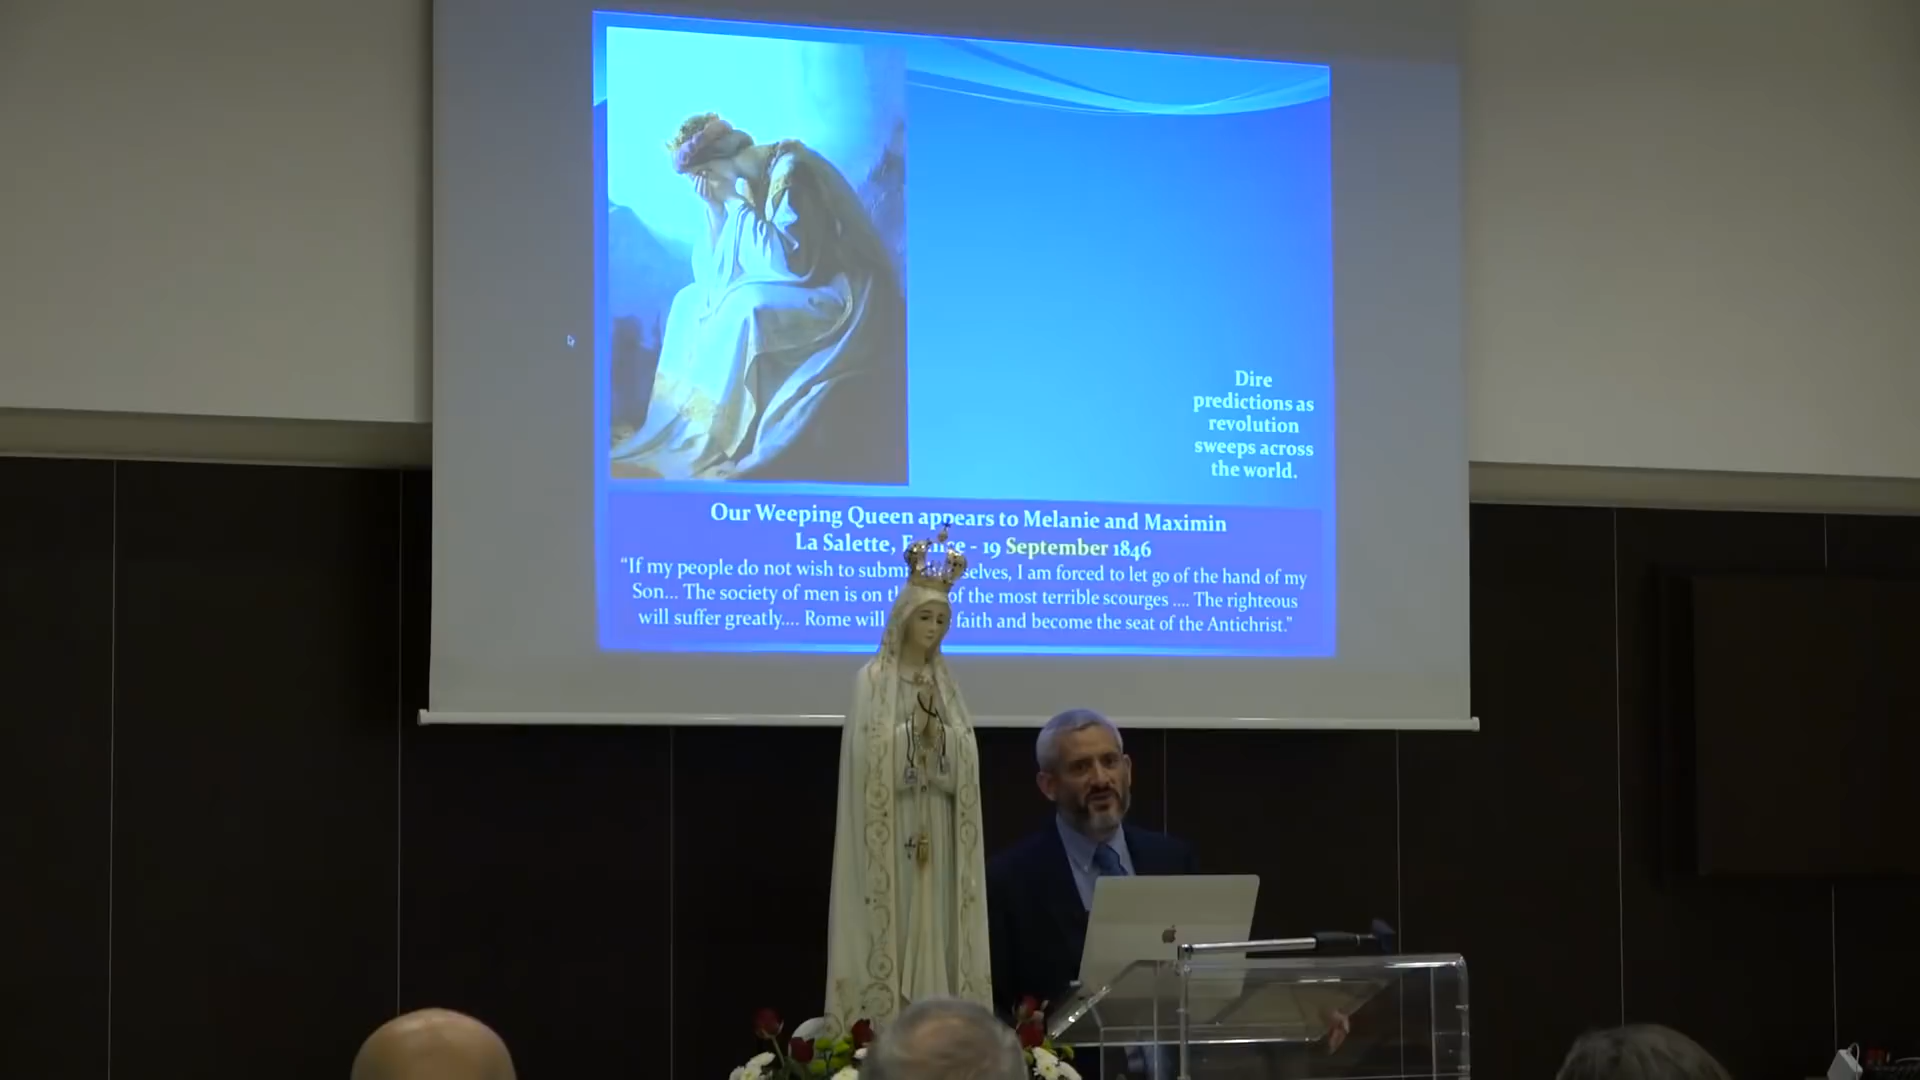 Dire
predictions as
revolution
sweeps across
the world.
Our Weeping Queen appears to Melanie and Maximin
La Salette, - 19 September 1846
“If my people do not wish to I am forced to let go of the hand of my
Son... The society of men is on of the most terrible scourges .... The righteous
will suffer greatly.... Rome will faith and become the seat of the Antichrist.”